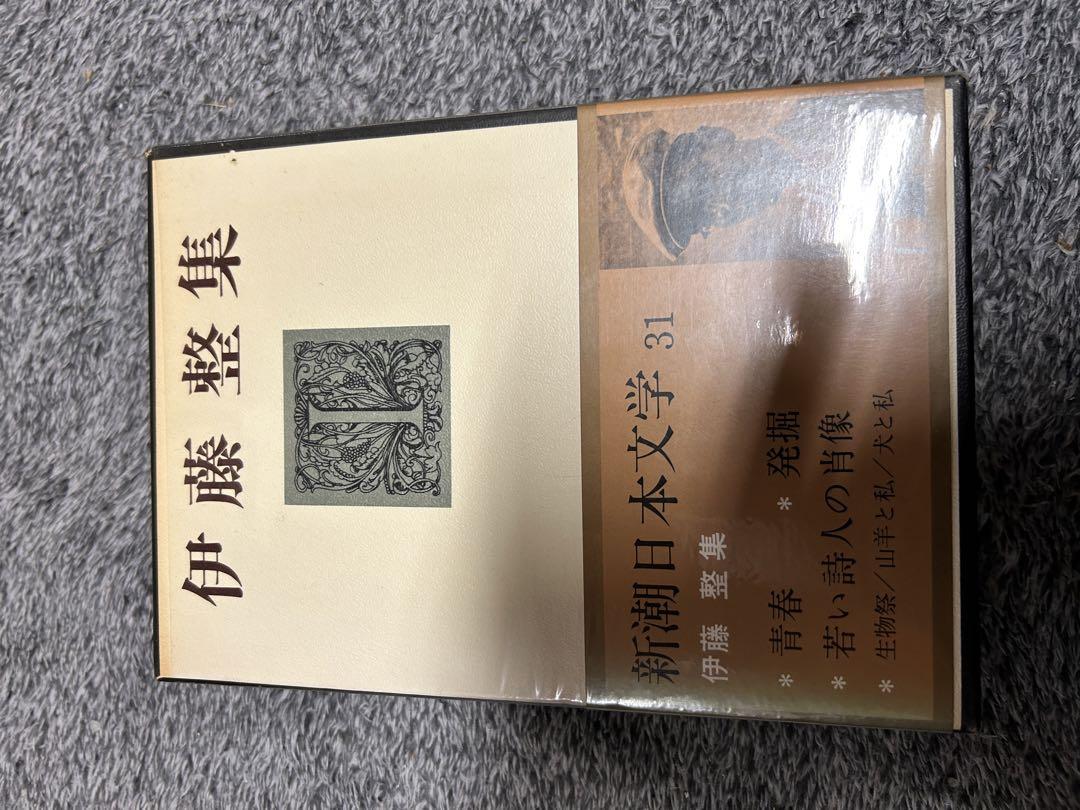 伊藤整集
I
新潮日本文学 31
伊藤 整集
* 青春 * 発掘
* 若い詩人の肖像
* 生物祭／山羊と私／犬と私